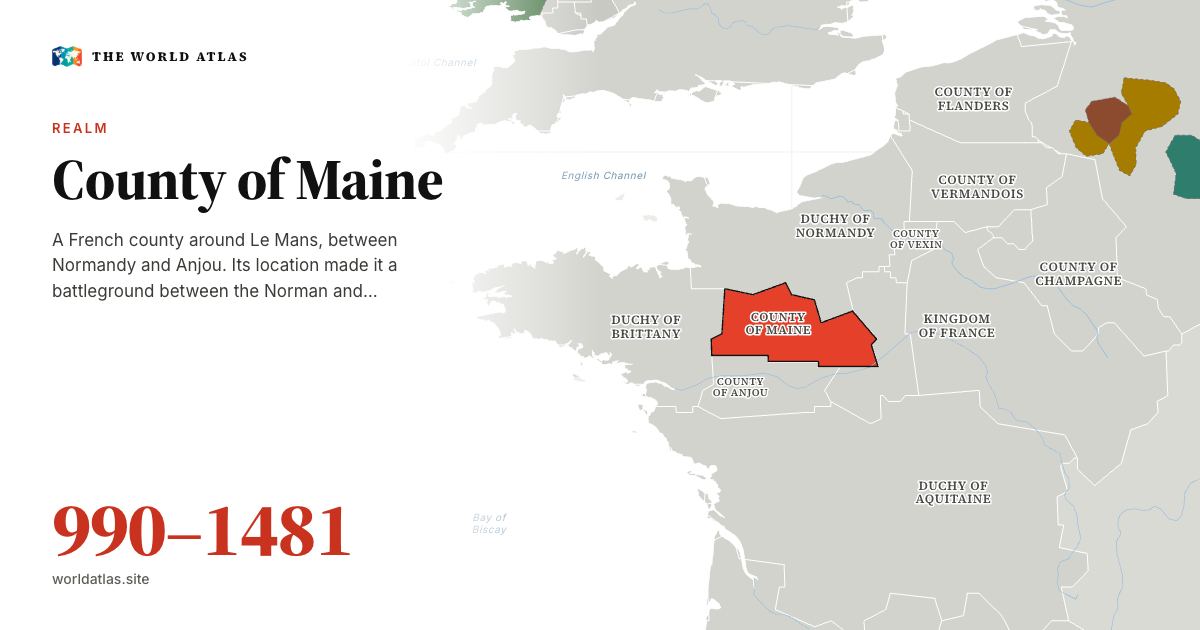 THE WORLD ATLAS
REALM
County of Maine
A French county around Le Mans, between
Normandy and Anjou. Its location made it a
battleground between the Norman and...
990–1481
worldatlas.site
Channel
English Channel
Bay of
Biscay
COUNTY OF
FLANDERS
COUNTY OF
VERMANDOIS
DUCHY OF
NORMANDY
COUNTY
OF VEXIN
COUNTY OF
CHAMPAGNE
DUCHY OF
BRITTANY
COUNTY
OF MAINE
KINGDOM
OF FRANCE
COUNTY
OF ANJOU
DUCHY OF
AQUITAINE